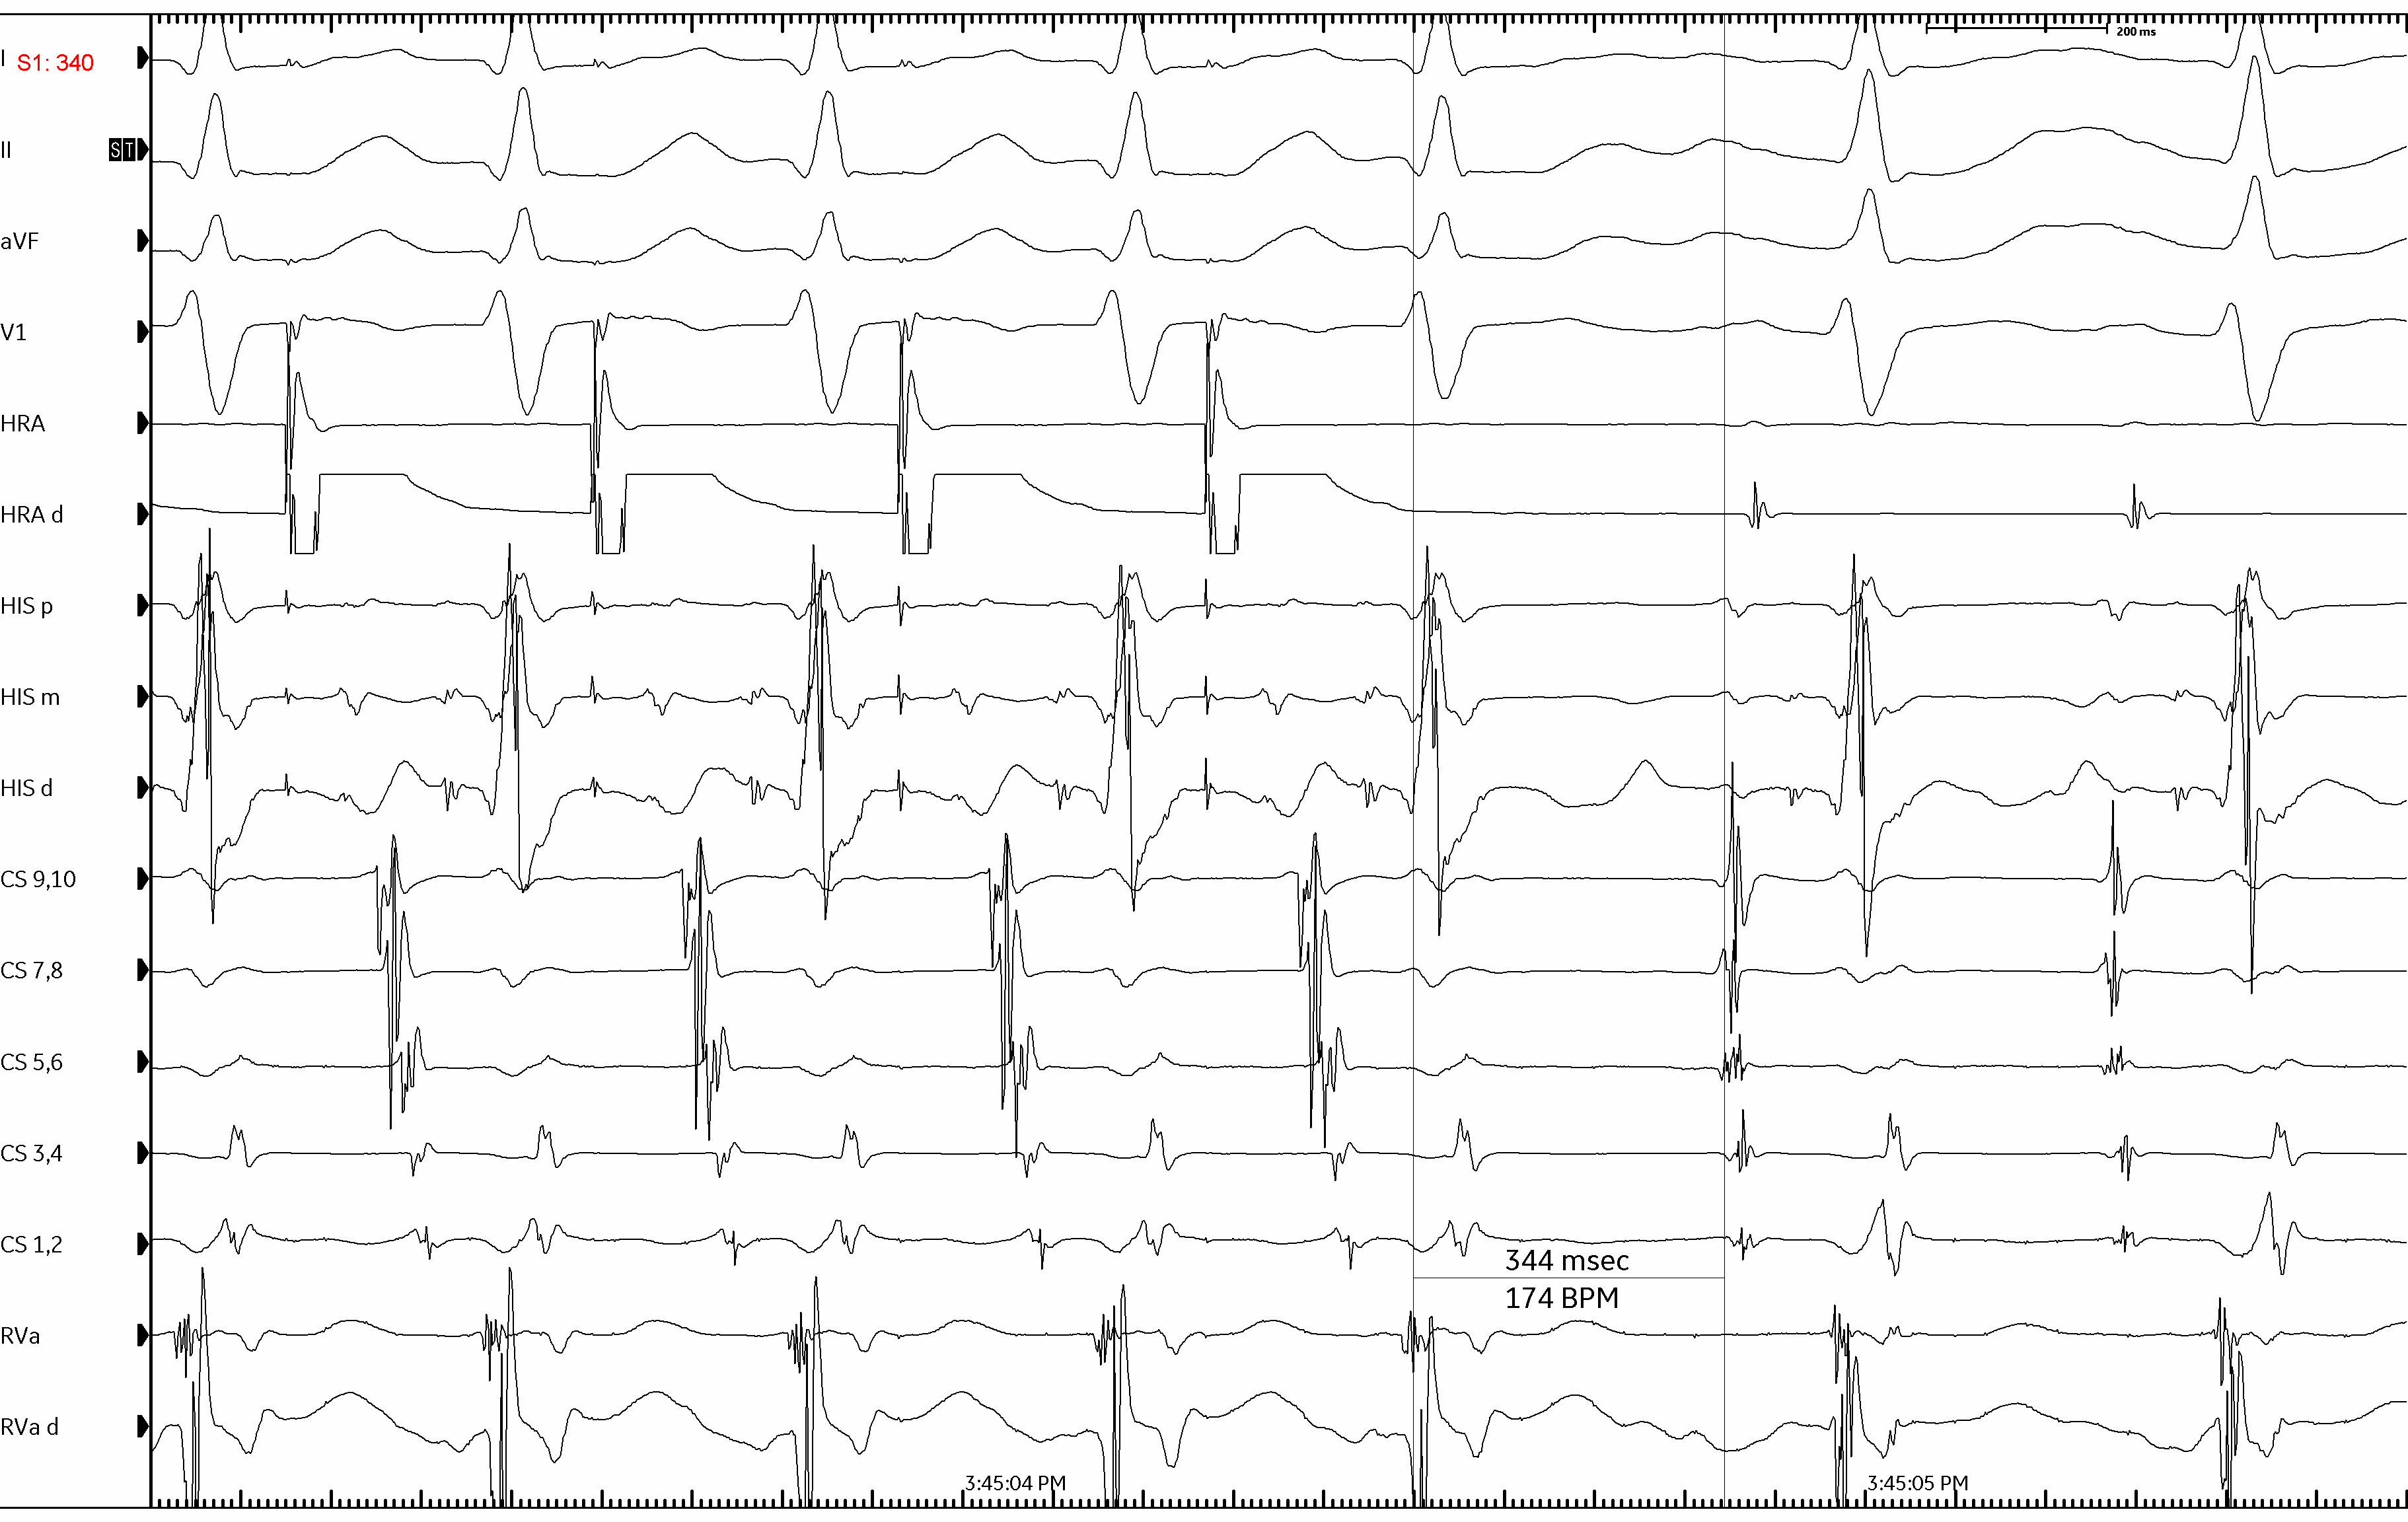 I S1: 340
200 ms
II ST
aVF
V1
HRA
HRA d
HIS p
HIS m
HIS d
CS 9,10
CS 7,8
CS 5,6
CS 3,4
CS 1,2
344 msec
174 BPM
RVa
RVa d
3:45:04 PM 3:45:05 PM